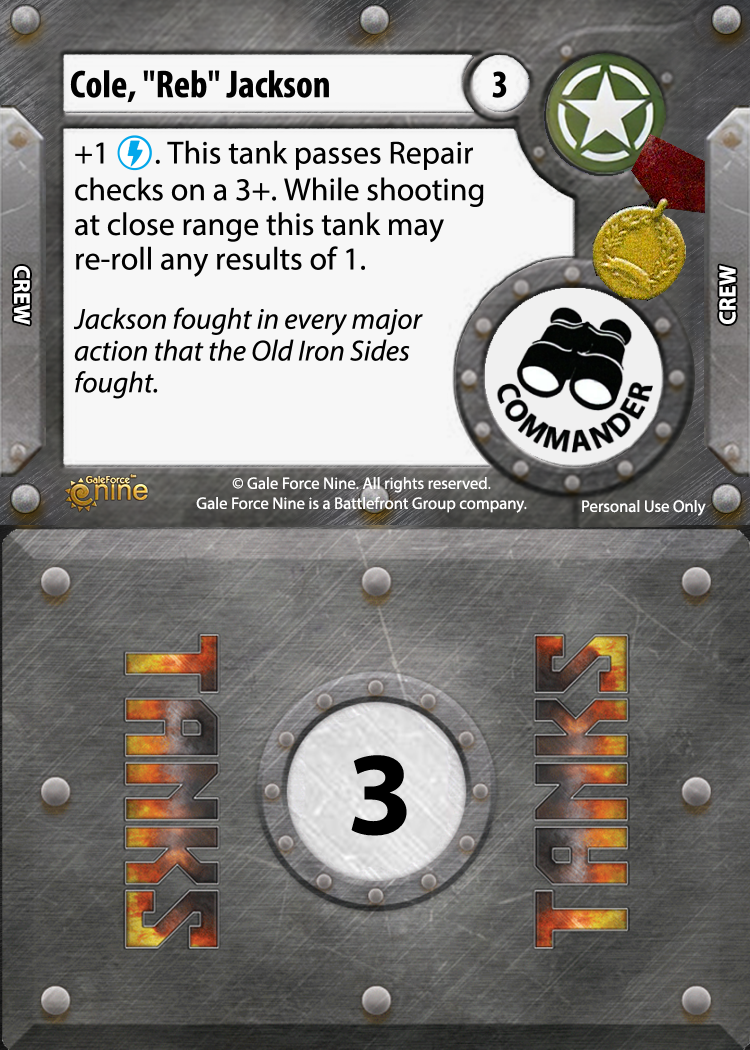 Cole, "Reb" Jackson
3
+1 . This tank passes Repair
checks on a 3+. While shooting
at close range this tank may
re-roll any results of 1.
Jackson fought in every major
action that the Old Iron Sides
fought.
CREW
CREW
COMMANDER
GaleForce™
nine
© Gale Force Nine. All rights reserved.
Gale Force Nine is a Battlefront Group company.
Personal Use Only
TANKS
3
TANKS